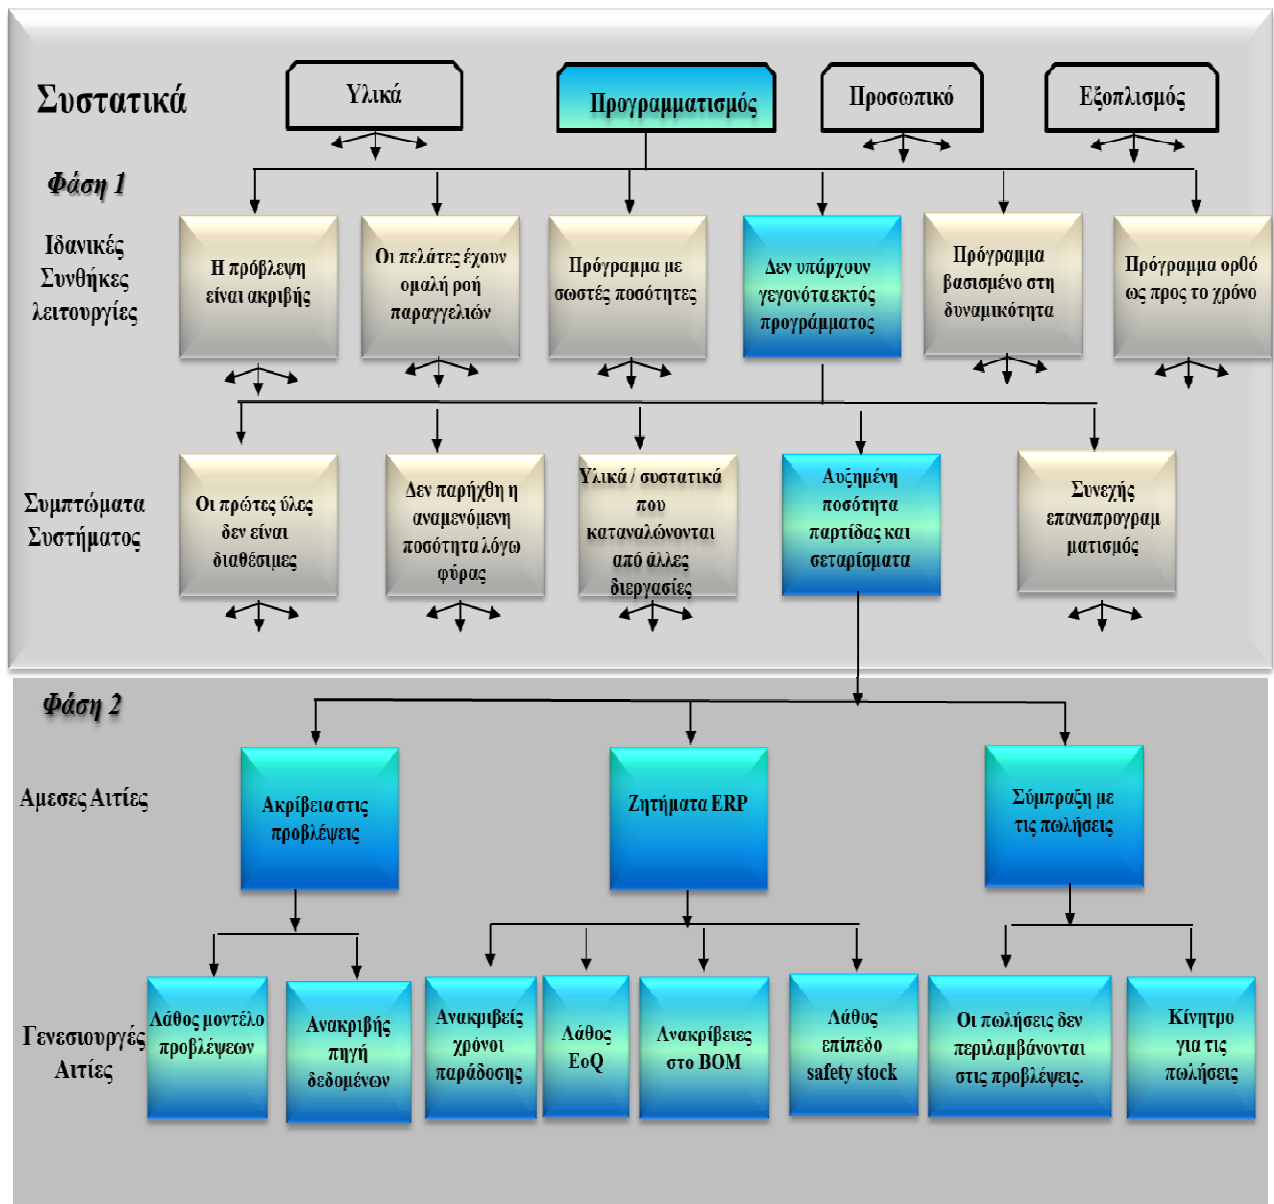 Συστατικά
Υλικά
Προγραμματισμός
Προσωπικό
Εξοπλισμός
Φάση 1
Ιδανικές
Συνθήκες
λειτουργίες
Η πρόβλεψη
είναι ακριβής
Οι πελάτες έχουν
ομαλή ροή
παραγγελιών
Πρόγραμμα με
σωστές ποσότητες
Δεν υπάρχουν
γεγονότα εκτός
προγράμματος
Πρόγραμμα
βασισμένο στη
δυναμικότητα
Πρόγραμμα ορθό
ως προς το χρόνο
Συμπτώματα
Συστήματος
Οι πρώτες ύλες
δεν είναι
διαθέσιμες
Δεν παρήχθη η
αναμενόμενη
ποσότητα λόγω
φύρας
Υλικά / συστατικά
που
καταναλώνονται
από άλλες
διεργασίες
Αυξημένη
ποσότητα
παρτίδας και
σεταρίσματα
Συνεχής
επαναπρογραμ
ματισμός
Φάση 2
Αμεσες Αιτίες
Ακρίβεια στις
προβλέψεις
Ζητήματα ERP
Σύμπραξη με
τις πωλήσεις
Γενεσιουργές
Αιτίες
Λάθος μοντέλο
προβλέψεων
Ανακριβής
πηγή
δεδομένων
Ανακριβείς
χρόνοι
παράδοσης
Λάθος
EoQ
Ανακρίβειες
στο BOM
Λάθος
επίπεδο
safety stock
Οι πωλήσεις δεν
περιλαμβάνονται
στις προβλέψεις.
Κίνητρο
για τις
πωλήσεις